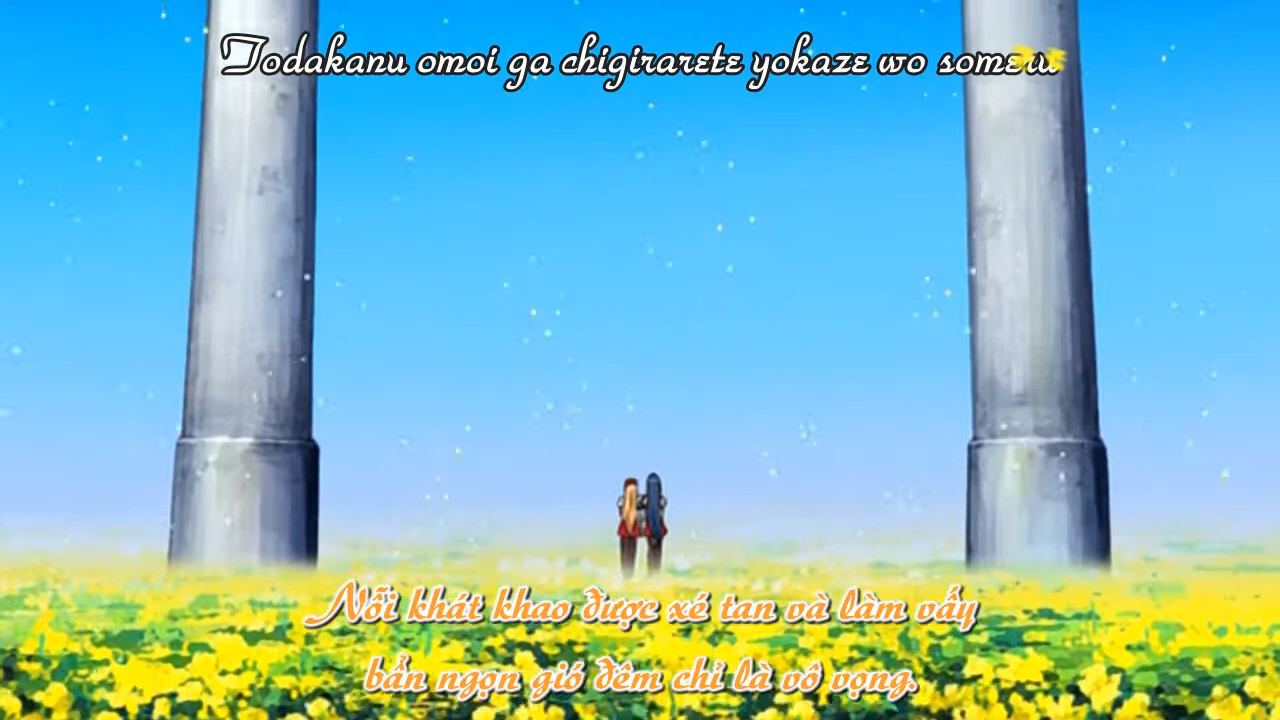 Todakanu omoi ga chigirarete yokaze wo someru
Nỗi khát khao được xé tan và làm vấy
bẩn ngọn gió đêm chỉ là vô vọng.